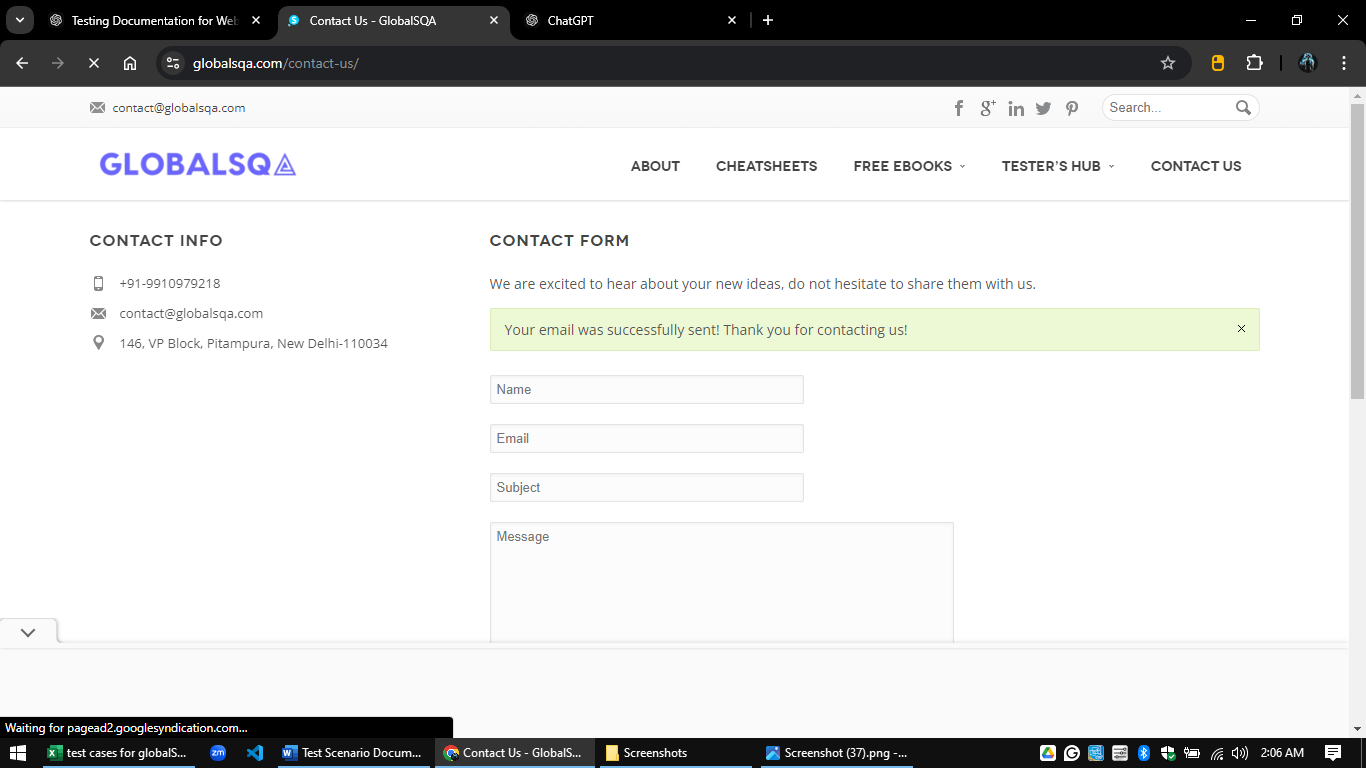 Testing Documentation for Web
Contact Us - GlobalSQA
ChatGPT
globalsqa.com/contact-us/
contact@globalsqa.com
Search...
GLOBALSQA
ABOUT
CHEATSHEETS
FREE EBOOKS
TESTER'S HUB
CONTACT US
CONTACT INFO
+91-9910979218
contact@globalsqa.com
146, VP Block, Pitampura, New Delhi-110034
CONTACT FORM
We are excited to hear about your new ideas, do not hesitate to share them with us.
Your email was successfully sent! Thank you for contacting us!
Name
Email
Subject
Message
Waiting for pagead2.googlesyndication.com...
test cases for globalS...
zm
Test Scenario Docum...
Contact Us - GlobalS...
Screenshots
Screenshot (37).png -...
2:06 AM